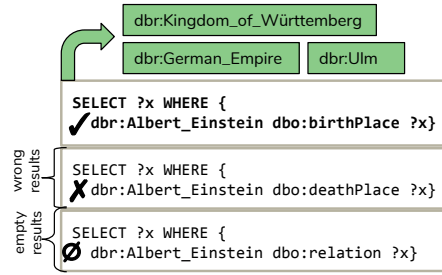 dbr:Kingdom_of_Württemberg
dbr:German_Empire dbr:Ulm
SELECT ?x WHERE {
✓ dbr:Albert_Einstein dbo:birthPlace ?x}
wrong
results
SELECT ?x WHERE {
✗ dbr:Albert_Einstein dbo:deathPlace ?x}
empty
results
SELECT ?x WHERE {
∅ dbr:Albert_Einstein dbo:relation ?x}